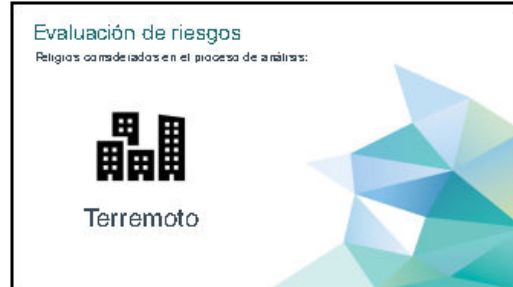 Evaluación de riesgos
Peligros considerados en el proceso de análisis:
Terremoto